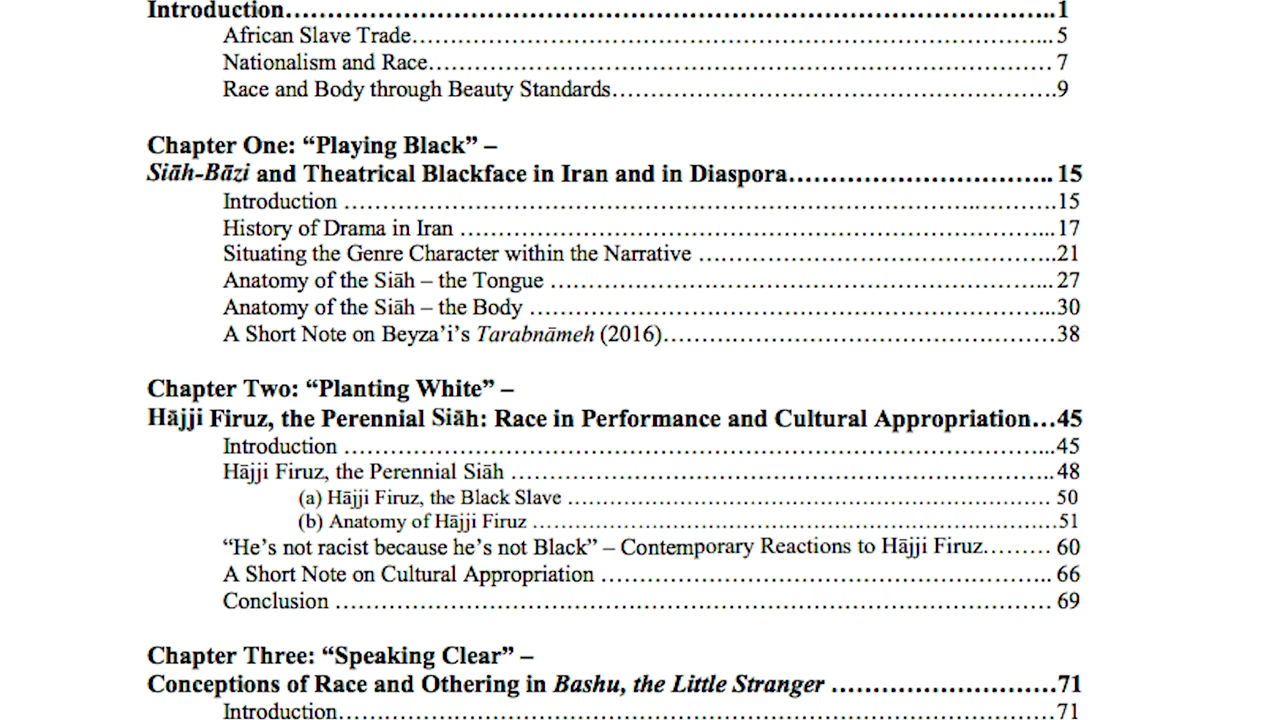 Introduction…………………………………………………………………………..1
African Slave Trade……………………………………………………………………... 5
Nationalism and Race…………………………………………………………………… 7
Race and Body through Beauty Standards……………………………………………….9
Chapter One: “Playing Black” –
Siāh-Bāzi and Theatrical Blackface in Iran and in Diaspora………………………….. 15
Introduction ……………………………………………………………………………..15
History of Drama in Iran ………………………………………………………………...17
Situating the Genre Character within the Narrative ……………………………………..21
Anatomy of the Siāh – the Tongue ……………………………………………………... 27
Anatomy of the Siāh – the Body ………………………………………………………...30
A Short Note on Beyza’i’s Tarabnāmeh (2016)…………………………………………38
Chapter Two: “Planting White” –
Hājji Firuz, the Perennial Siāh: Race in Performance and Cultural Appropriation…45
Introduction ……………………………………………………………………………...45
Hājji Firuz, the Perennial Siāh …………………………………………………………..48
(a) Hājji Firuz, the Black Slave ………………………………………………………… 50
(b) Anatomy of Hājji Firuz ……………………………………………………………...51
“He’s not racist because he’s not Black” – Contemporary Reactions to Hājji Firuz……… 60
A Short Note on Cultural Appropriation ……………………………………………….. 66
Conclusion ……………………………………………………………………………… 69
Chapter Three: “Speaking Clear” –
Conceptions of Race and Othering in Bashu, the Little Stranger ………………………71
Introduction……………………………………………………………………………...71